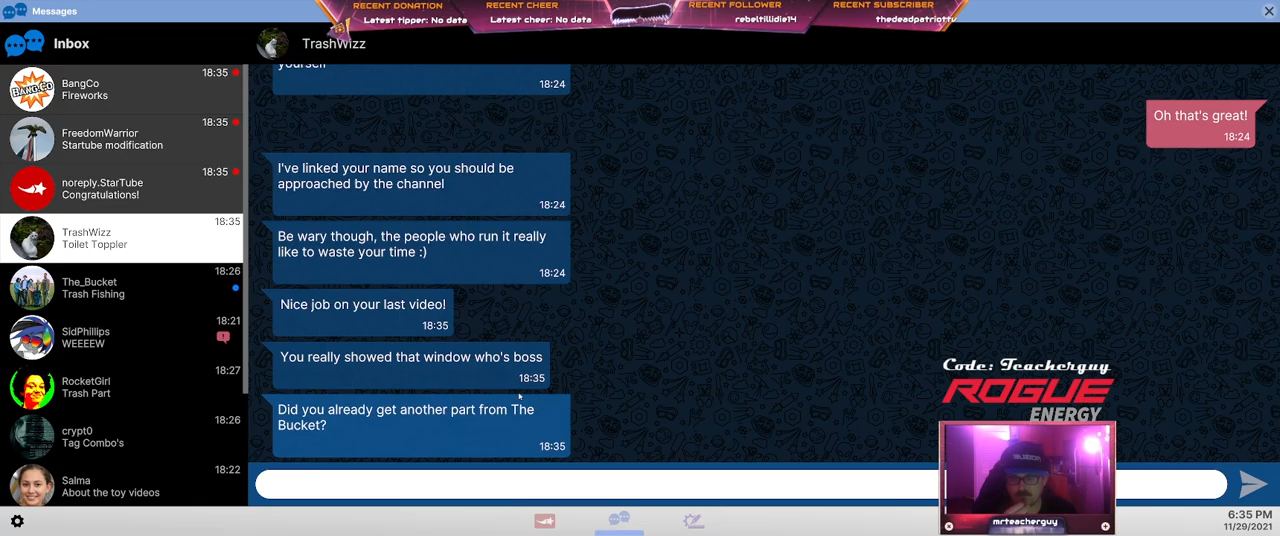 Messages
RECENT DONATION
Latest tipper: No data
RECENT CHEER
Latest cheer: No data
RECENT FOLLOWER
rebeltillidie14
RECENT SUBSCRIBER
thedeadpatriottv
Inbox
TrashWizz
BANG.CO
BangCo
Fireworks
18:35
FreedomWarrior
Startube modification
18:35
noreply.StarTube
Congratulations!
18:35
TrashWizz
Toilet Toppler
18:35
The_Bucket
Trash Fishing
18:26
SidPhillips
WEEEEW
18:21
RocketGirl
Trash Part
18:27
crypt0
Tag Combo's
18:26
Salma
About the toy videos
18:22
yourself
18:24
Oh that's great!
18:24
I've linked your name so you should be
approached by the channel
18:24
Be wary though, the people who run it really
like to waste your time :)
18:24
Nice job on your last video!
18:35
You really showed that window who's boss
18:35
Did you already get another part from The
Bucket?
18:35
Code: Teacherguy
ROGUE
ENERGY
mrteacherguy
6:35 PM
11/29/2021